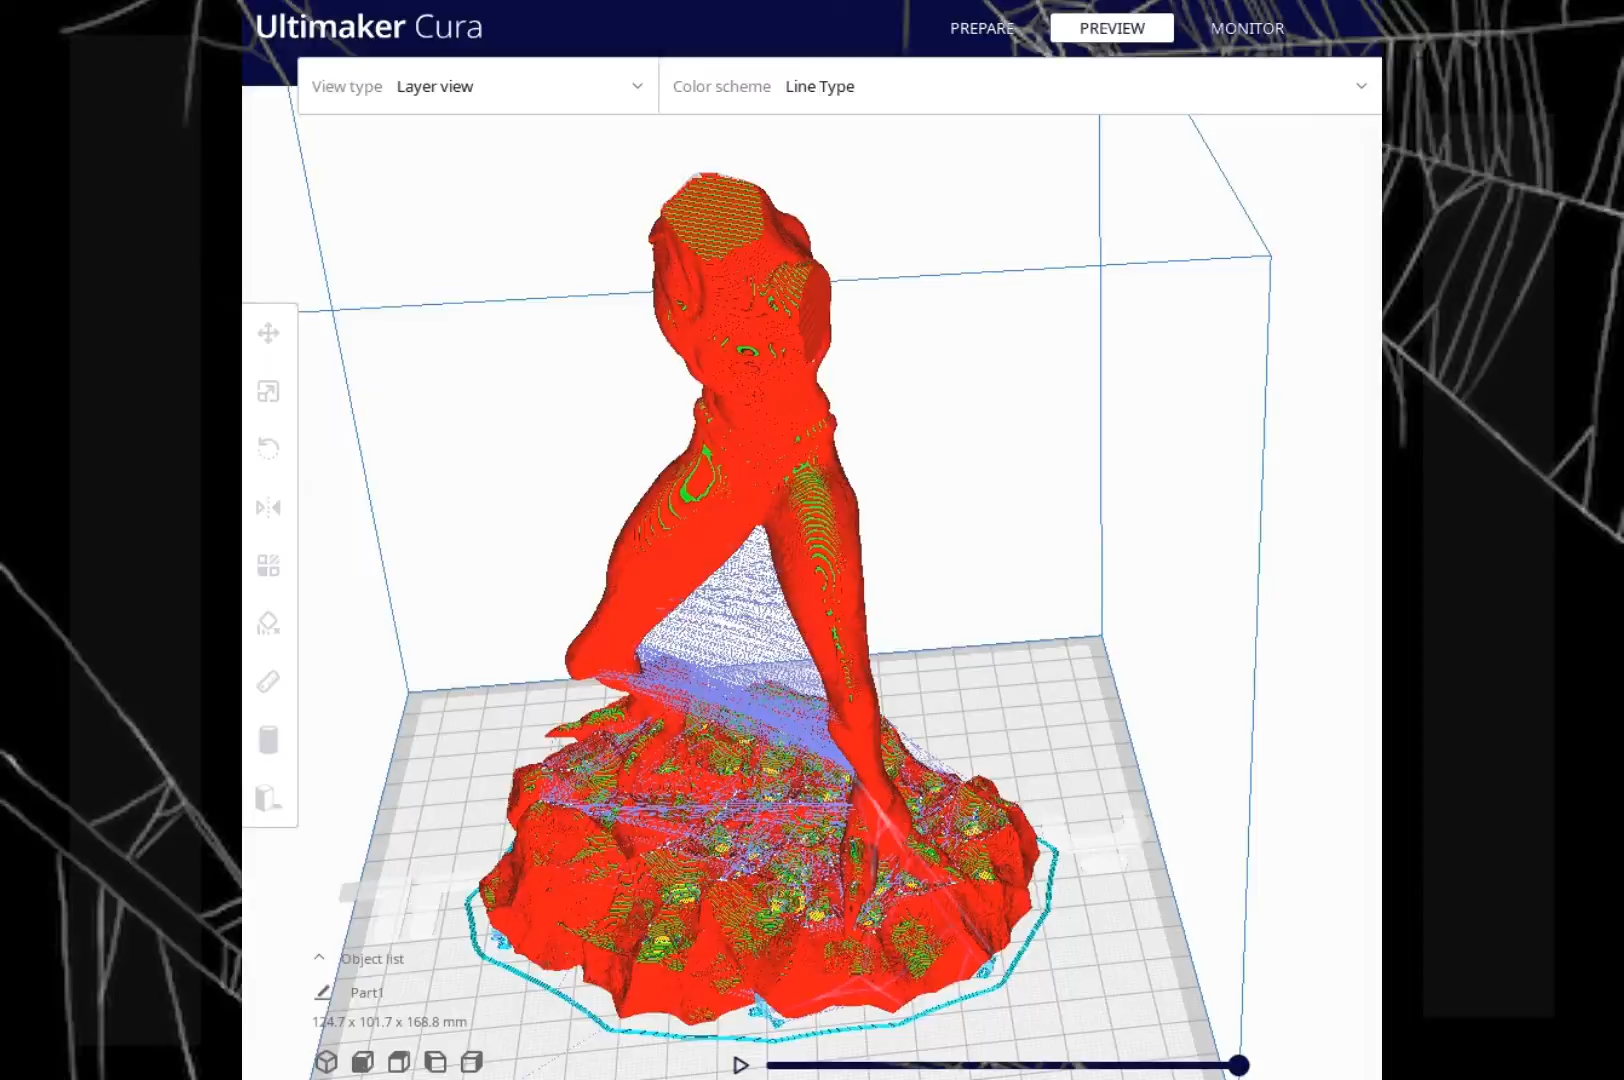 Ultimaker Cura
PREPARE PREVIEW MONITOR
View type Layer view Color scheme Line Type
Object list
Part1
124.7 x 101.7 x 168.8 mm